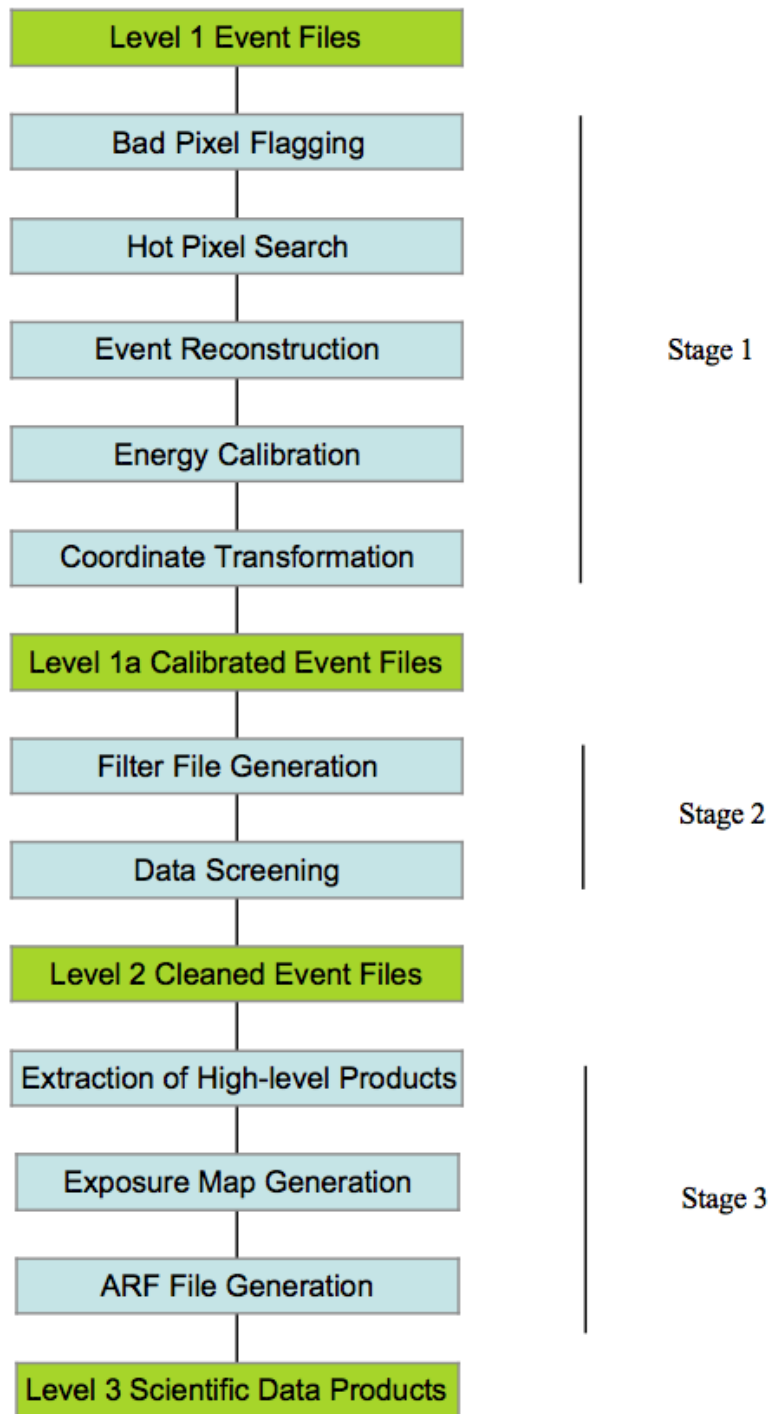 Level 1 Event Files
Bad Pixel Flagging
Hot Pixel Search
Event Reconstruction
Stage 1
Energy Calibration
Coordinate Transformation
Level 1a Calibrated Event Files
Filter File Generation
Stage 2
Data Screening
Level 2 Cleaned Event Files
Extraction of High-level Products
Exposure Map Generation
Stage 3
ARF File Generation
Level 3 Scientific Data Products